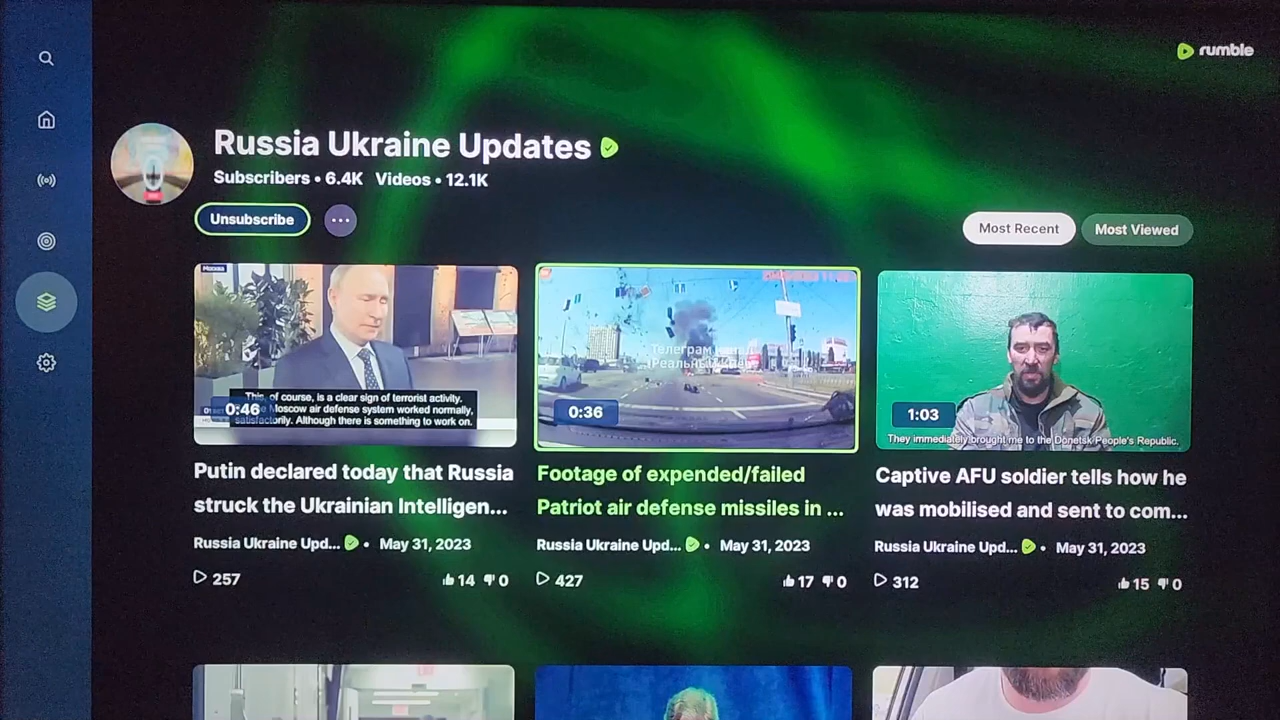 rumble
Russia Ukraine Updates
Subscribers • 6.4K Videos • 12.1K
Unsubscribe
Most Recent
Most Viewed
Москва
This, of course, is a clear sign of terrorist activity.
Moscow air defense system worked normally,
satisfactorily. Although there is something to work on.
0:46
Телеграм
0:36
1:03
They immediately brought me to the Donetsk People's Republic.
Putin declared today that Russia
struck the Ukrainian Intelligen...
Footage of expended/failed
Patriot air defense missiles in ...
Captive AFU soldier tells how he
was mobilised and sent to com...
Russia Ukraine Upd... • May 31, 2023
Russia Ukraine Upd... • May 31, 2023
Russia Ukraine Upd... • May 31, 2023
257
14
0
427
17
0
312
15
0